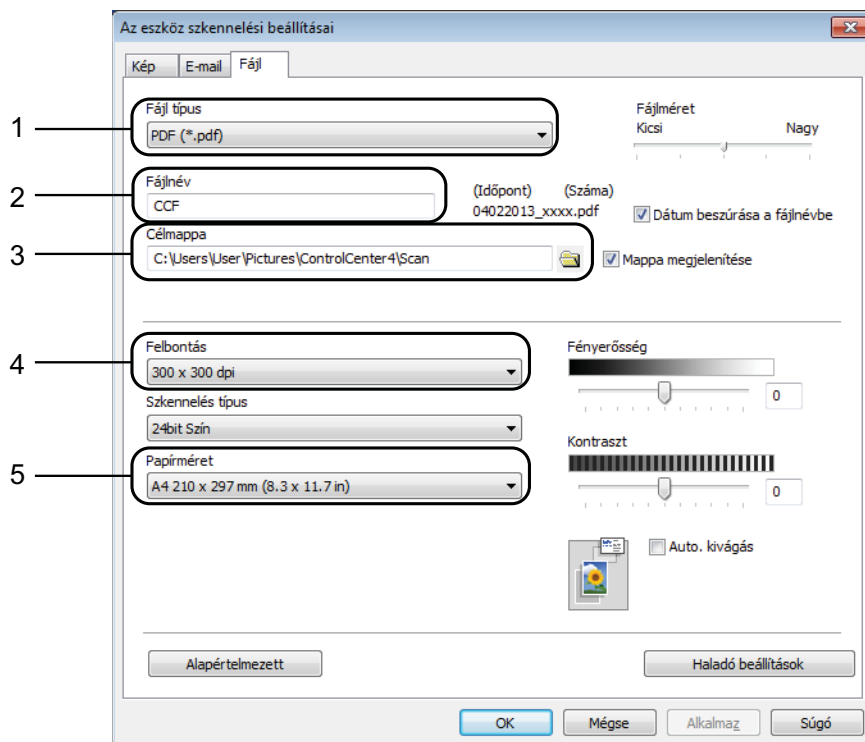 Az eszköz szkennelési beállításai
Kép E-mail Fájl
1
Fájl típus
PDF (*.pdf)
Fájlméret
Kicsi Nagy
2
Fájlnév
CCF
(Időpont) (Száma)
04022013_xxxx.pdf
Dátum beszúrása a fájlnévbe
3
Célmappa
C:\Users\User\Pictures\ControlCenter4\Scan
Mappa megjelenítése
4
Felbontás
300 x 300 dpi
Fényerősség
0
Szkennelés típus
24bit Szín
Kontraszt
0
5
Papírméret
A4 210 x 297 mm (8.3 x 11.7 in)
Auto. kivágás
Alapértelmezett
Haladó beállítások
OK Mégse Alkalmaz Súgó